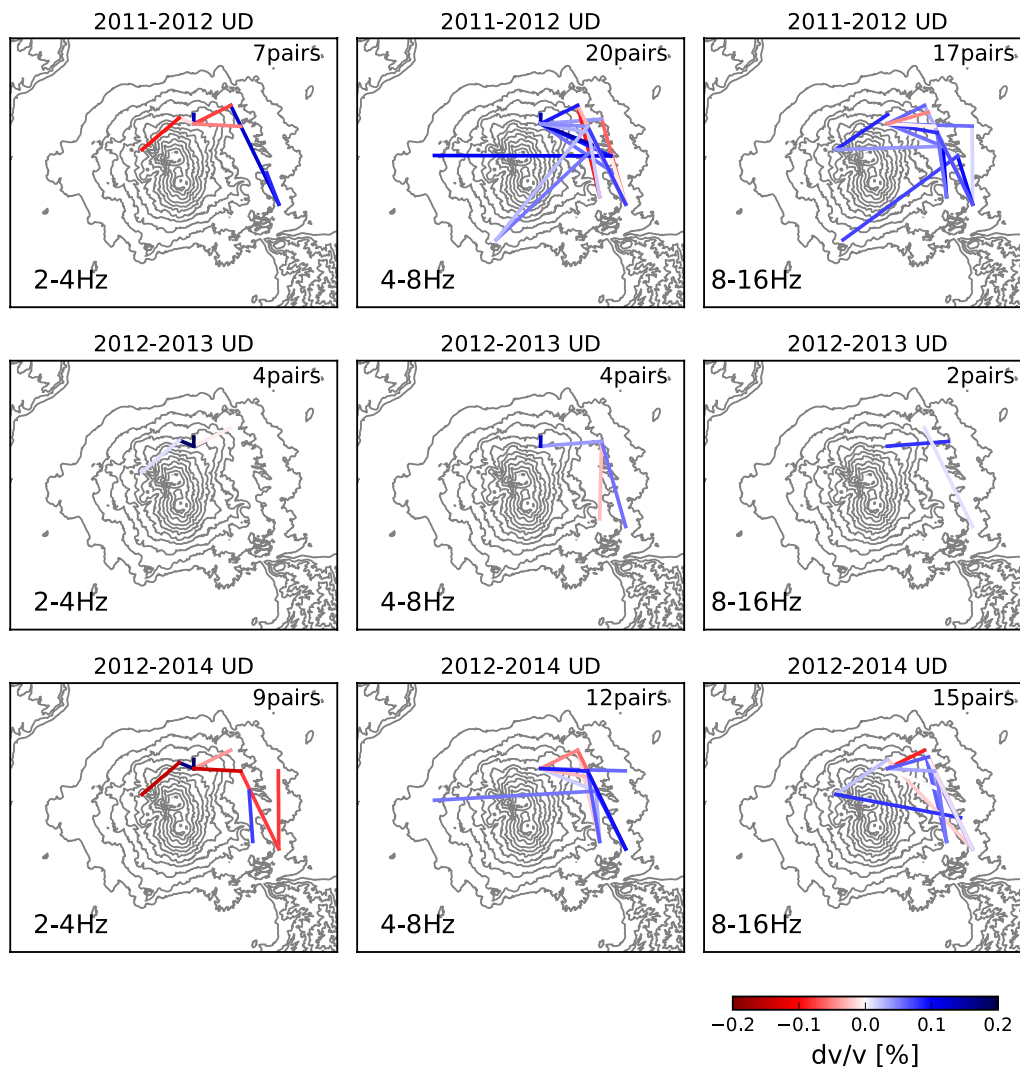 2011-2012 UD
2011-2012 UD
2011-2012 UD
7pairs
20pairs
17pairs
2-4Hz
4-8Hz
8-16Hz
2012-2013 UD
2012-2013 UD
2012-2013 UD
4pairs
4pairs
2pairs
2-4Hz
4-8Hz
8-16Hz
2012-2014 UD
2012-2014 UD
2012-2014 UD
9pairs
12pairs
15pairs
2-4Hz
4-8Hz
8-16Hz
−0.2 −0.1 0.0 0.1 0.2
dv/v [%]